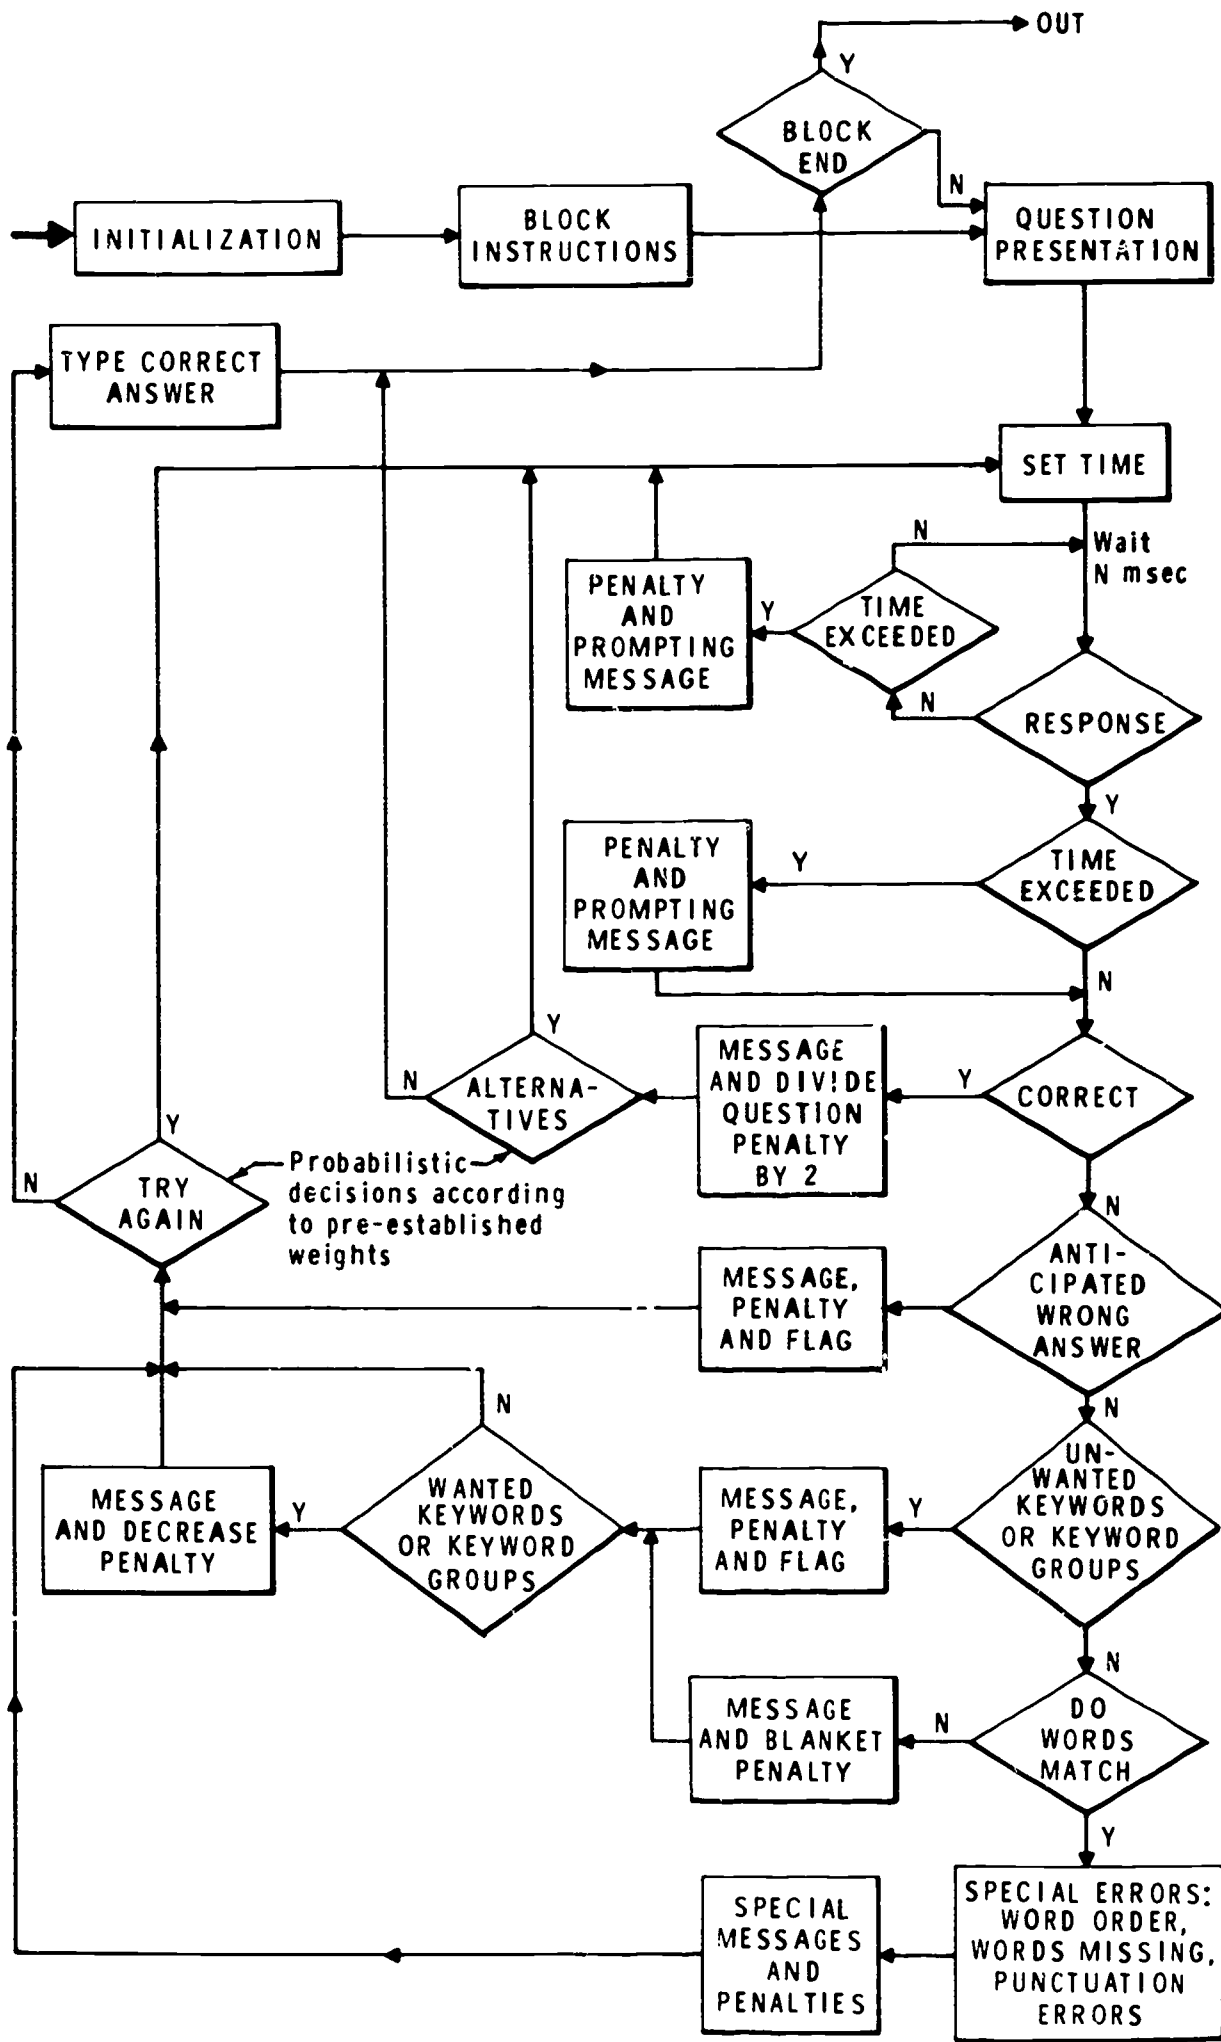 OUT
Y
BLOCK
END
N
INITIALIZATION
BLOCK
INSTRUCTIONS
QUESTION
PRESENTATION
TYPE CORRECT
ANSWER
SET TIME
N
Wait
N msec
PENALTY
AND
PROMPTING
MESSAGE
Y
TIME
EXCEEDED
N
RESPONSE
Y
PENALTY
AND
PROMPTING
MESSAGE
Y
TIME
EXCEEDED
N
Y
N
ALTERNA-
TIVES
MESSAGE
AND DIVIDE
QUESTION
PENALTY
BY 2
Y
CORRECT
Y
N
TRY
AGAIN
Probabilistic
decisions according
to pre-established
weights
N
MESSAGE,
PENALTY
AND FLAG
ANTI-
CIPATED
WRONG
ANSWER
N
N
MESSAGE
AND DECREASE
PENALTY
Y
WANTED
KEYWORDS
OR KEYWORD
GROUPS
MESSAGE,
PENALTY
AND FLAG
Y
UN-
WANTED
KEYWORDS
OR KEYWORD
GROUPS
N
MESSAGE
AND BLANKET
PENALTY
N
DO
WORDS
MATCH
Y
SPECIAL
MESSAGES
AND
PENALTIES
SPECIAL ERRORS:
WORD ORDER,
WORDS MISSING,
PUNCTUATION
ERRORS